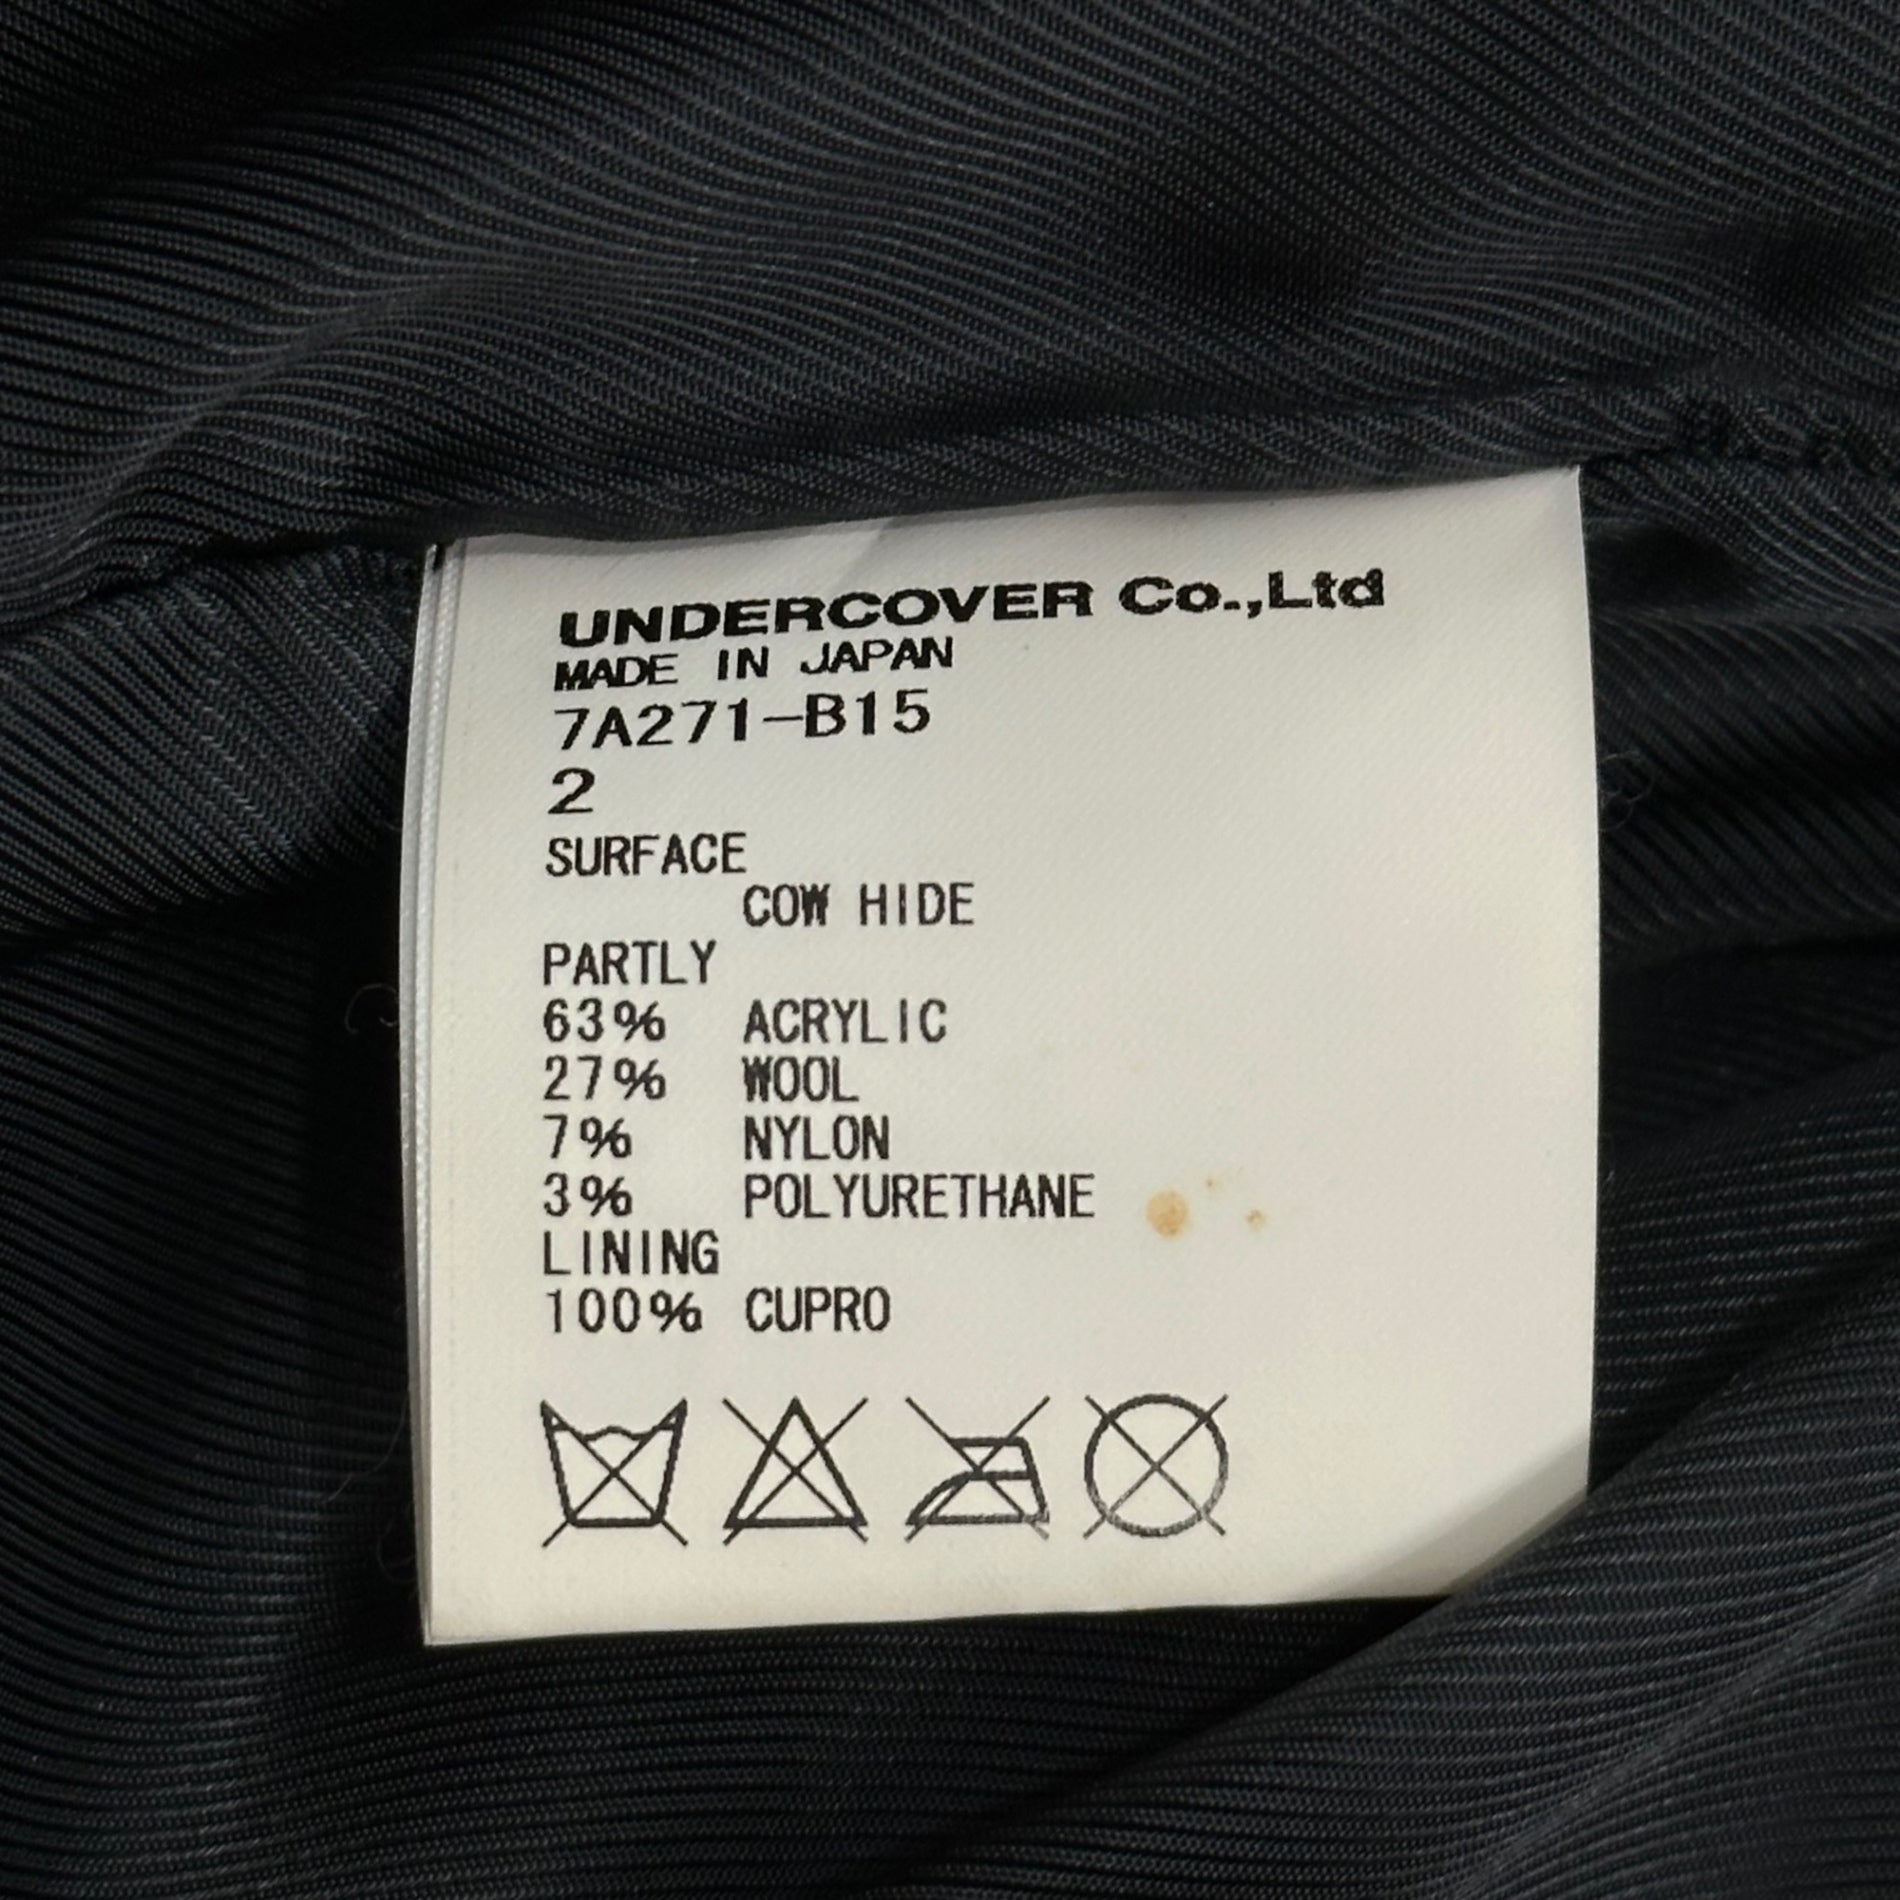 UNDERCOVER Co.,Ltd
MADE IN JAPAN
7A271-B15
2
SURFACE
COW HIDE
PARTLY
63% ACRYLIC
27% WOOL
7% NYLON
3% POLYURETHANE
LINING
100% CUPRO